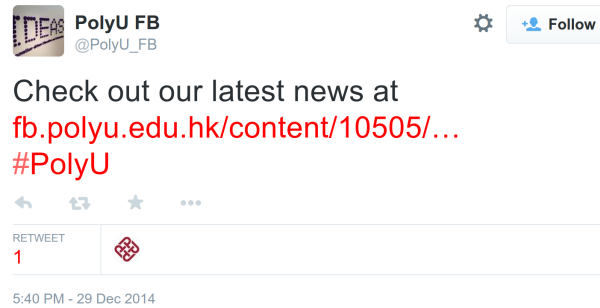 IDEAS
PolyU FB
@PolyU_FB
Follow
Check out our latest news at
fb.polyu.edu.hk/content/10505/…
#PolyU
RETWEET
1
5:40 PM - 29 Dec 2014